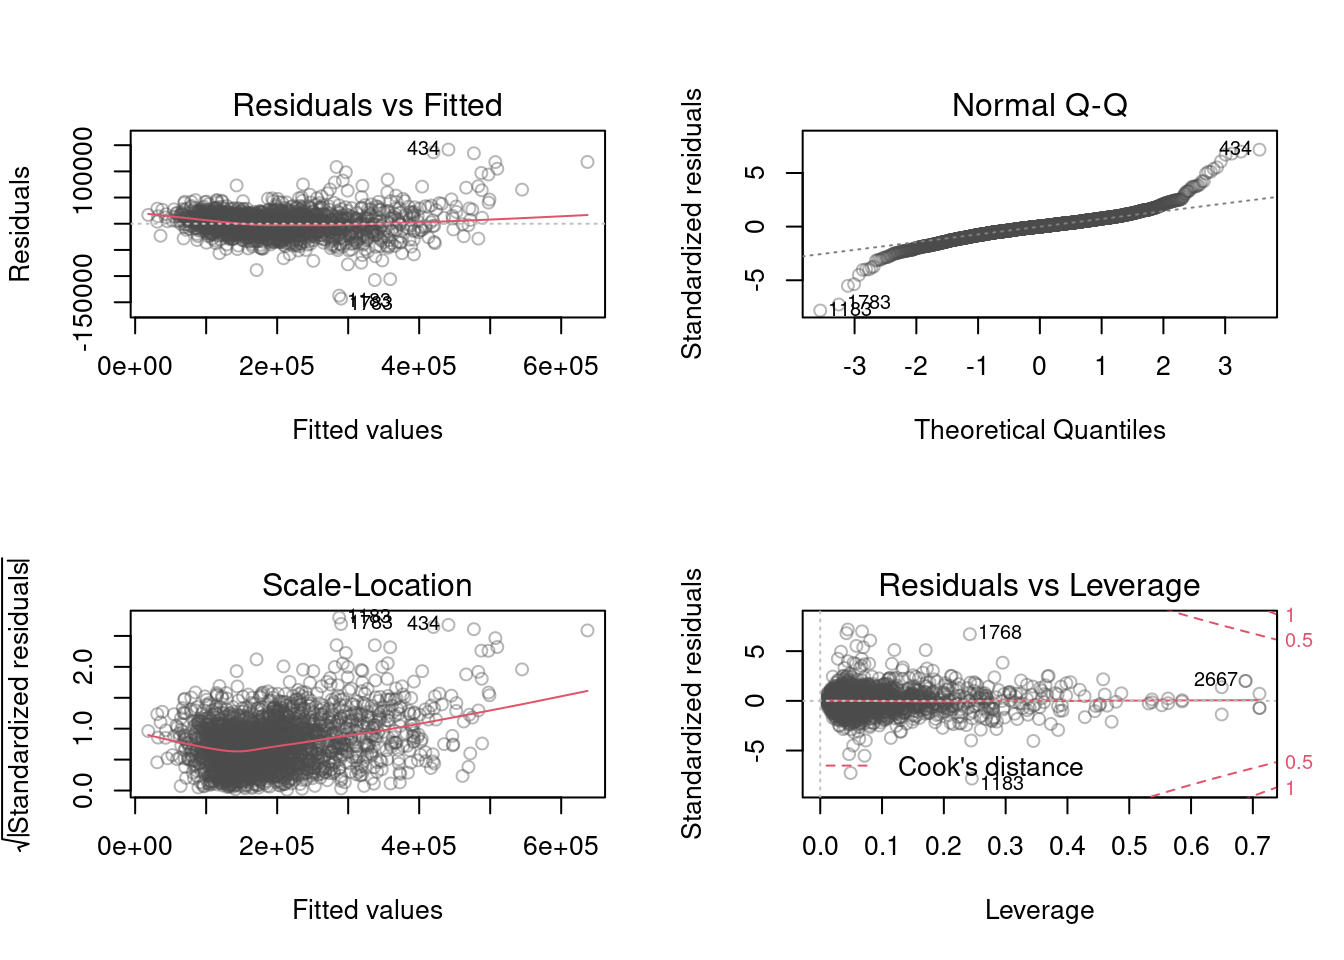 Residuals vs Fitted
Residuals
-150000
100000
434
1183
1783
0e+00 2e+05 4e+05 6e+05
Fitted values
Normal Q-Q
Standardized residuals
-5 0 5
434
1783
1183
-3 -2 -1 0 1 2 3
Theoretical Quantiles
Scale-Location
√|Standardized residuals|
0.0 1.0 2.0
1183
1783
434
0e+00 2e+05 4e+05 6e+05
Fitted values
Residuals vs Leverage
Standardized residuals
-5 0 5
1768
2667
1183
Cook's distance
1
0.5
0.5
1
0.0 0.1 0.2 0.3 0.4 0.5 0.6 0.7
Leverage